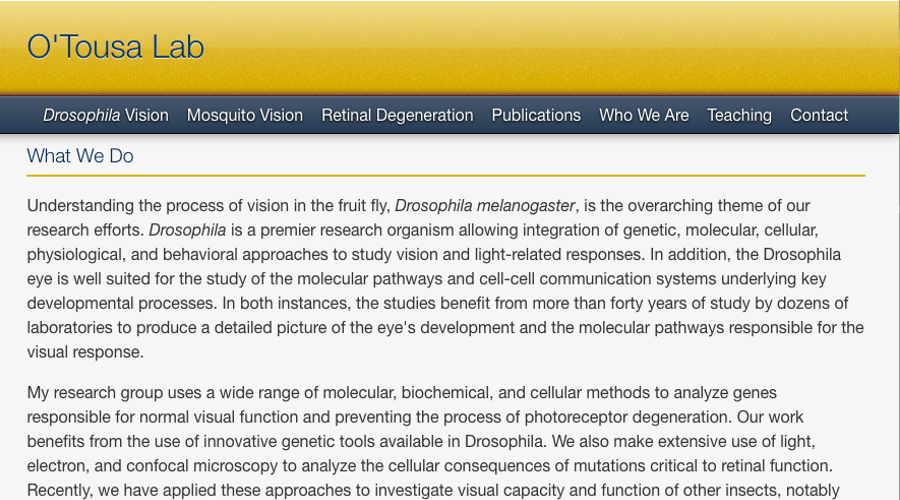 O'Tousa Lab
Drosophila Vision Mosquito Vision Retinal Degeneration Publications Who We Are Teaching Contact
What We Do
Understanding the process of vision in the fruit fly, Drosophila melanogaster, is the overarching theme of our
research efforts. Drosophila is a premier research organism allowing integration of genetic, molecular, cellular,
physiological, and behavioral approaches to study vision and light-related responses. In addition, the Drosophila
eye is well suited for the study of the molecular pathways and cell-cell communication systems underlying key
developmental processes. In both instances, the studies benefit from more than forty years of study by dozens of
laboratories to produce a detailed picture of the eye's development and the molecular pathways responsible for the
visual response.
My research group uses a wide range of molecular, biochemical, and cellular methods to analyze genes
responsible for normal visual function and preventing the process of photoreceptor degeneration. Our work
benefits from the use of innovative genetic tools available in Drosophila. We also make extensive use of light,
electron, and confocal microscopy to analyze the cellular consequences of mutations critical to retinal function.
Recently, we have applied these approaches to investigate visual capacity and function of other insects, notably